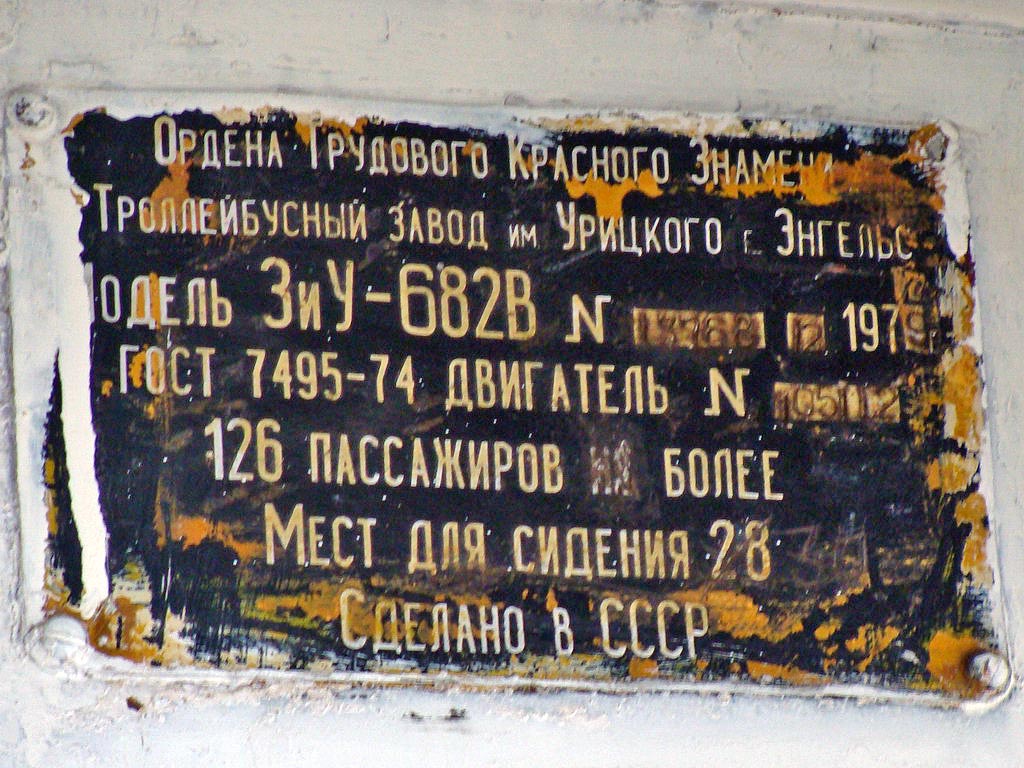 Ордена Трудового Красного Знамени
Троллейбусный завод им Урицкого г. Энгельс
одель ЗиУ-682В N 1979
ГОСТ 7495-74 двигатель N
126 пассажиров не более
Мест для сидения 28
Сделано в СССР